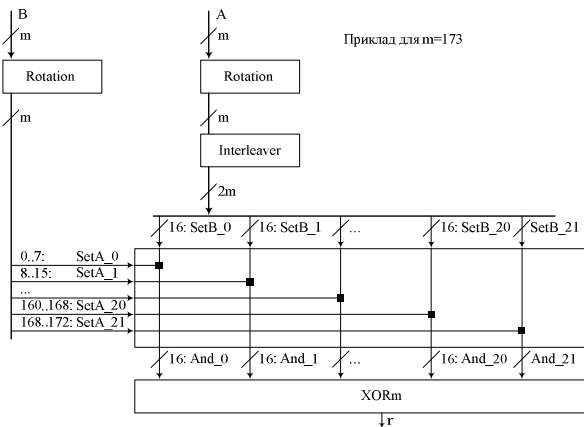 B
A
m
m
Приклад для m=173
Rotation
Rotation
m
m
Interleaver
2m
16: SetB_0
16: SetB_1
...
16: SetB_20
SetB_21
0..7: SetA_0
8..15: SetA_1
...
160..168: SetA_20
168..172: SetA_21
16: And_0
16: And_1
...
16: And_20
And_21
XORm
r